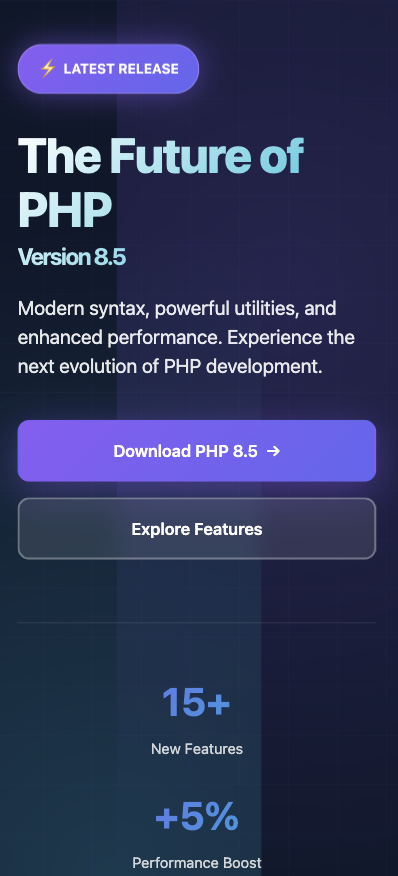 ⚡ LATEST RELEASE
The Future of
PHP
Version 8.5
Modern syntax, powerful utilities, and
enhanced performance. Experience the
next evolution of PHP development.
Download PHP 8.5 →
Explore Features
15+
New Features
+5%
Performance Boost